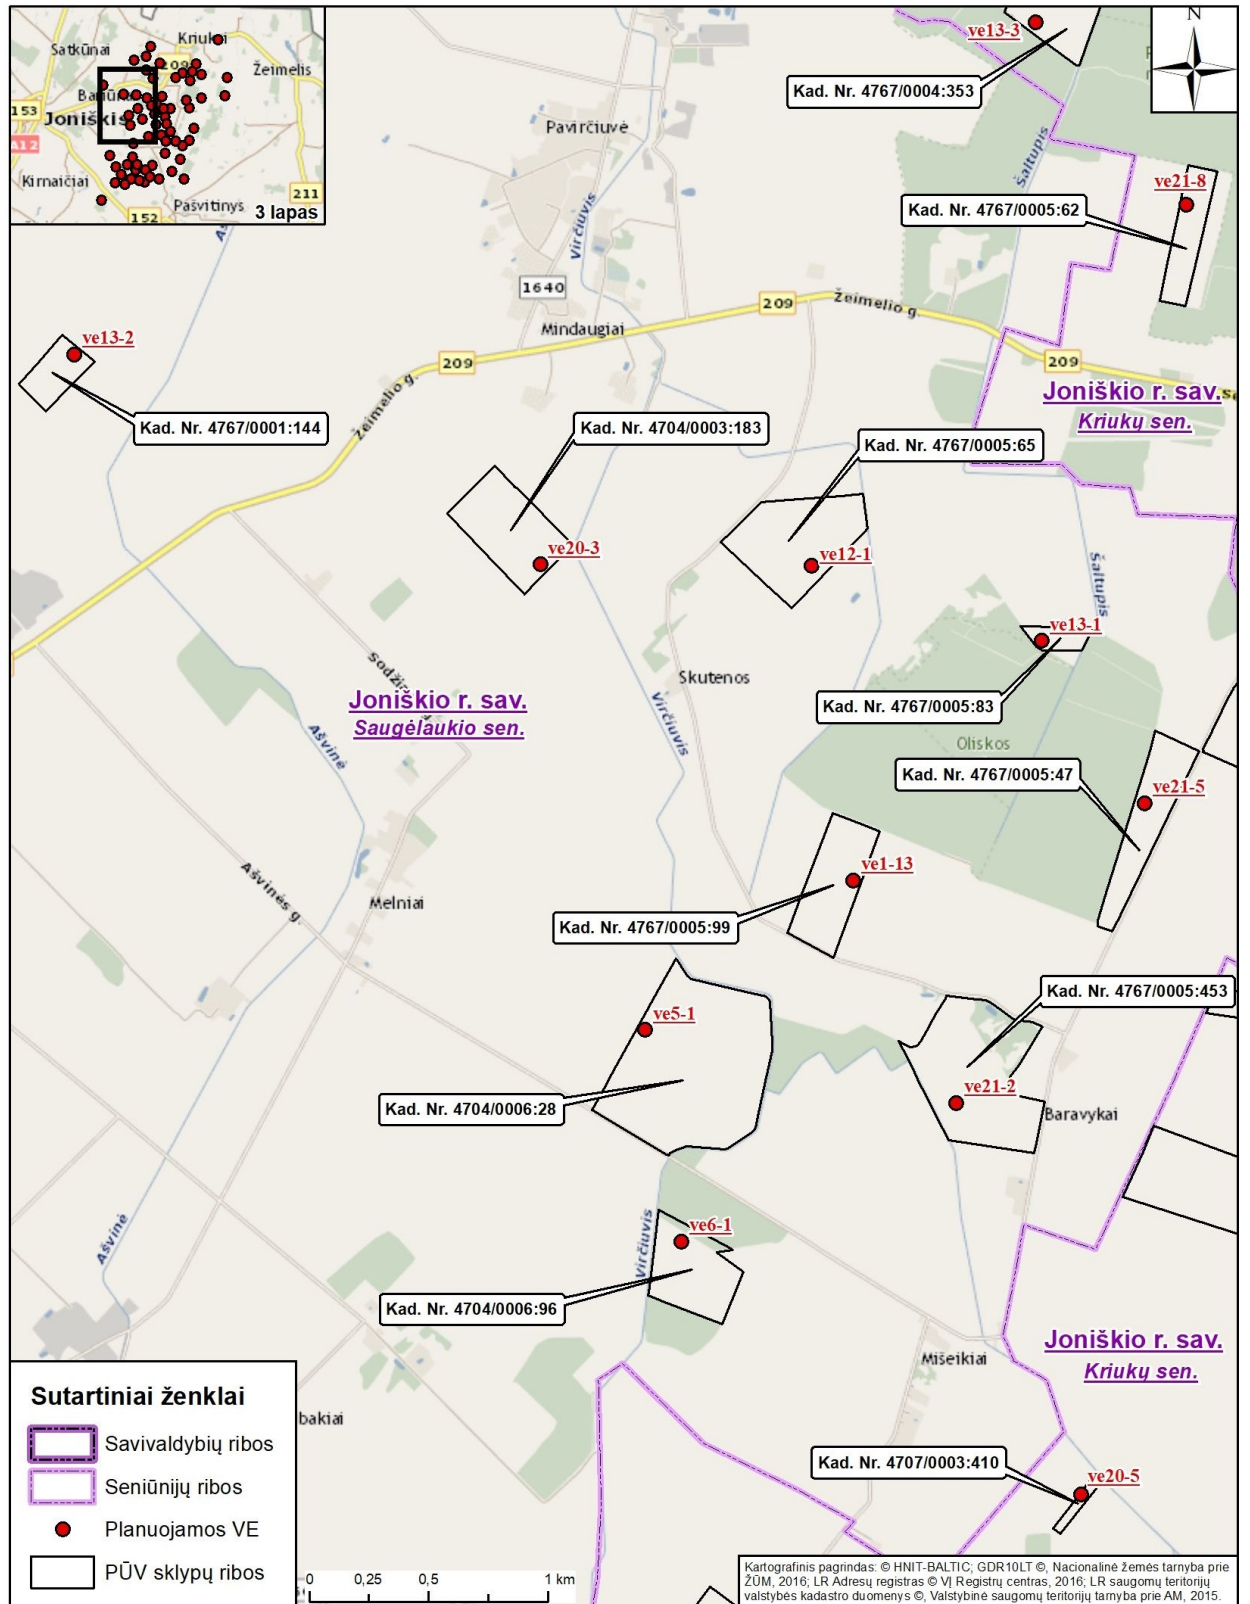 Satkūnai
Kriukai
209
Žeimelis
153
Joniškis
A12
Kirnaičiai
211
152
Pašvitinys
3 lapas
N
ve13-3
Kad. Nr. 4767/0004:353
Pavirčiuvė
Šaltupis
ve21-8
Kad. Nr. 4767/0005:62
Virčiuvis
1640
209
Žeimelio g.
Mindaugiai
ve13-2
209
209
Joniškio r. sav.
Kriukų sen.
Žeimelio g.
Kad. Nr. 4767/0001:144
Kad. Nr. 4704/0003:183
Kad. Nr. 4767/0005:65
ve20-3
ve12-1
Šaltupis
ve13-1
Skutenos
Joniškio r. sav.
Saugėlaukio sen.
Kad. Nr. 4767/0005:83
Virčiuvis
Ašvinė
Oliskos
Kad. Nr. 4767/0005:47
ve21-5
ve1-13
Ašvinės g.
Melniai
Kad. Nr. 4767/0005:99
Kad. Nr. 4767/0005:453
ve5-1
ve21-2
Kad. Nr. 4704/0006:28
Baravykai
Ašvinė
Virčiuvis
ve6-1
Kad. Nr. 4704/0006:96
Joniškio r. sav.
Kriukų sen.
Mišeikiai
bakiai
Kad. Nr. 4707/0003:410
ve20-5
Sutartiniai ženklai
Savivaldybių ribos
Seniūnijų ribos
Planuojamos VE
PŪV sklypų ribos
0 0,25 0,5 1 km
Kartografinis pagrindas: © HNIT-BALTIC; GDR10LT ©, Nacionalinė žemės tarnyba prie
ŽŪM, 2016; LR Adresų registras © VĮ Registrų centras, 2016; LR saugomų teritorijų
valstybės kadastro duomenys ©, Valstybinė saugomų teritorijų tarnyba prie AM, 2015.